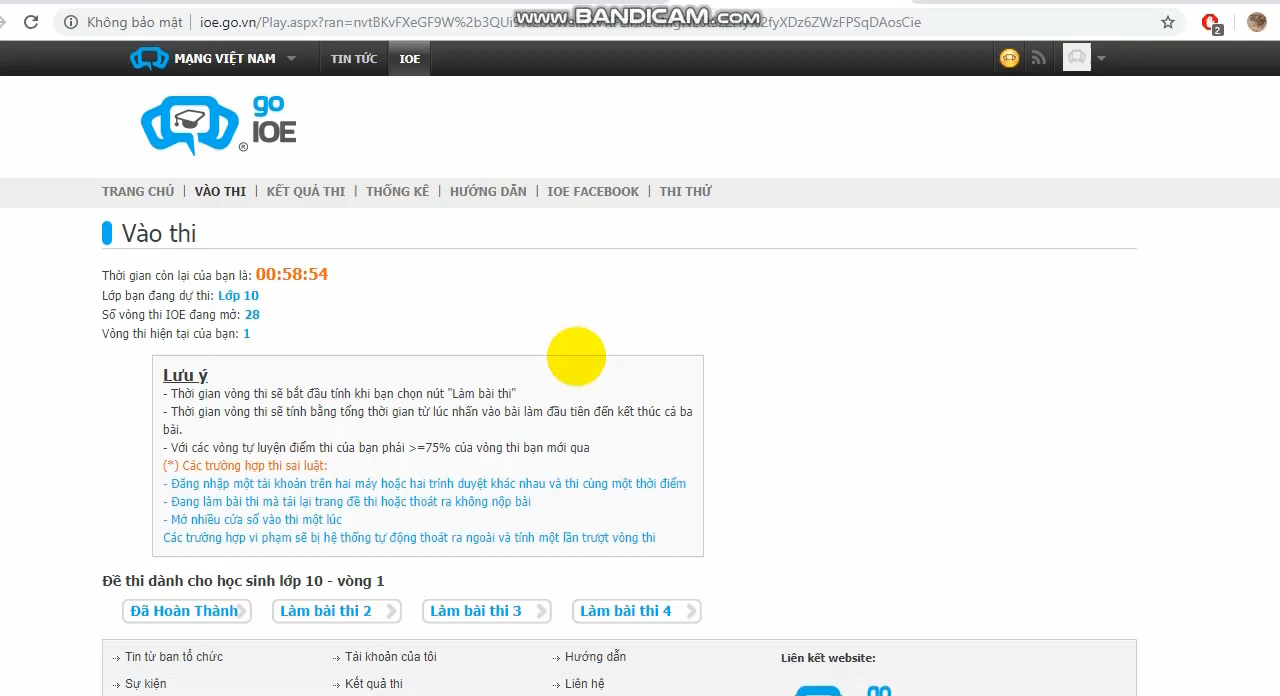 www.BANDICAM.com
Không bảo mật
MẠNG VIỆT NAM
TIN TỨC
IOE
go
IOE
®
TRANG CHỦ | VÀO THI | KẾT QUẢ THI | THỐNG KÊ | HƯỚNG DẪN | IOE FACEBOOK | THI THỬ
Vào thi
Thời gian còn lại của bạn là: 00:58:54
Lớp bạn đang dự thi: Lớp 10
Số vòng thi IOE đang mở: 28
Vòng thi hiện tại của bạn: 1
Lưu ý
- Thời gian vòng thi sẽ bắt đầu tính khi bạn chọn nút "Làm bài thi"
- Thời gian vòng thi sẽ tính bằng tổng thời gian từ lúc nhấn vào bài làm đầu tiên đến kết thúc cả ba
bài.
- Với các vòng tự luyện điểm thi của bạn phải >=75% của vòng thi bạn mới qua
(*) Các trường hợp thi sai luật:
- Đăng nhập một tài khoản trên hai máy hoặc hai trình duyệt khác nhau và thi cùng một thời điểm
- Đang làm bài thi mà tải lại trang đề thi hoặc thoát ra không nộp bài
- Mở nhiều cửa sổ vào thi một lúc
Các trường hợp vi phạm sẽ bị hệ thống tự động thoát ra ngoài và tính một lần trượt vòng thi
Đề thi dành cho học sinh lớp 10 - vòng 1
Đã Hoàn Thành
Làm bài thi 2
Làm bài thi 3
Làm bài thi 4
Tin từ ban tổ chức
Tài khoản của tôi
Hướng dẫn
Liên kết website:
Sự kiện
Kết quả thi
Liên hệ
go
2